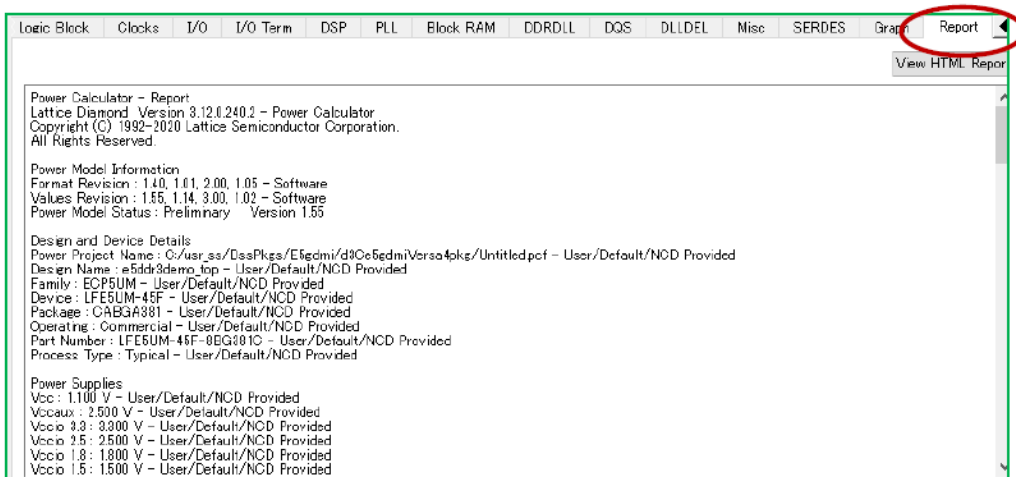 Logic Block Clocks I/O I/O Term DSP PLL Block RAM DDRDLL DQS DLLDEL Misc SERDES Graph Report
View HTML Repor
Power Calculator - Report
Lattice Diamond Version 3.12.0.240.2 - Power Calculator
Copyright (C) 1992-2020 Lattice Semiconductor Corporation.
All Rights Reserved.
Power Model Information
Format Revision : 1.40, 1.01, 2.00, 1.05 - Software
Values Revision : 1.55, 1.14, 3.00, 1.02 - Software
Power Model Status : Preliminary Version 1.55
Design and Device Details
Power Project Name : C:/usr_ss/DssPkgs/E5gdmi/d3Ce5gdmiVersa4pkg/Untitled.pcf - User/Default/NCD Provided
Design Name : e5ddr3demo_top - User/Default/NCD Provided
Family : ECP5UM - User/Default/NCD Provided
Device : LFE5UM-45F - User/Default/NCD Provided
Package : CABGA381 - User/Default/NCD Provided
Operating : Commercial - User/Default/NCD Provided
Part Number : LFE5UM-45F-8BG381C - User/Default/NCD Provided
Process Type : Typical - User/Default/NCD Provided
Power Supplies
Vcc : 1.100 V - User/Default/NCD Provided
Vccaux : 2.500 V - User/Default/NCD Provided
Vccio 3.3 : 3.300 V - User/Default/NCD Provided
Vccio 2.5 : 2.500 V - User/Default/NCD Provided
Vccio 1.8 : 1.800 V - User/Default/NCD Provided
Vccio 1.5 : 1.500 V - User/Default/NCD Provided